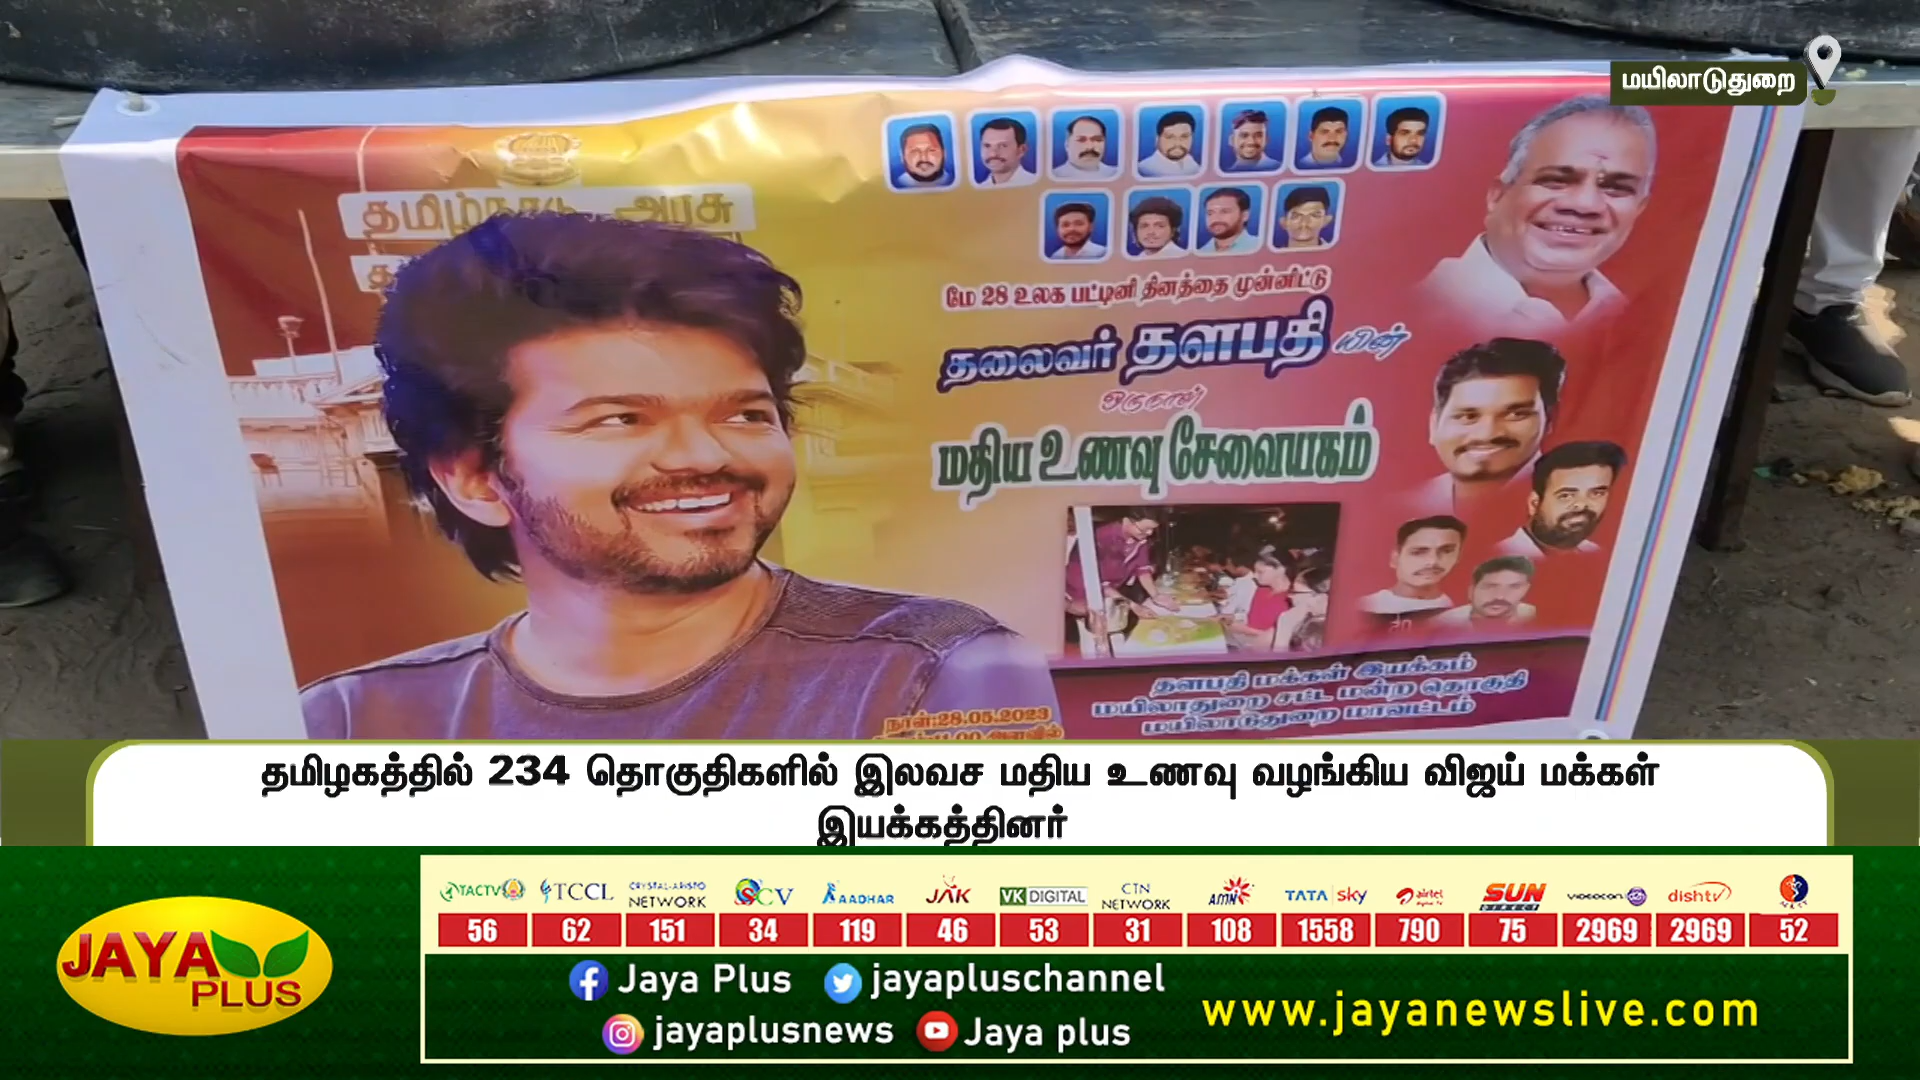 மயிலாடுதுறை
தமிழ்நாடு அரசு
மே 28 உலக பட்டினி தினத்தை முன்னிட்டு
தலைவர் தளபதி யின்
ஒருநாள்
மதிய உணவு சேவையகம்
தளபதி மக்கள் இயக்கம்
மயிலாதுறை சட்ட மன்ற தொகுதி
மயிலாடுதுறை மாவட்டம்
நாள்:28.05.2023
தமிழகத்தில் 234 தொகுதிகளில் இலவச மதிய உணவு வழங்கிய விஜய் மக்கள்
இயக்கத்தினர்
JAYA
PLUS
TACTV TCCL CRYSTAL-ARISTO NETWORK SCV AADHAR JAK VK DIGITAL CTN NETWORK AMN TATA sky airtel digital TV SUN DIRECT VIDEOCON dishtv
56 62 151 34 119 46 53 31 108 1558 790 75 2969 2969 52
Jaya Plus jayapluschannel
jayaplusnews Jaya plus
www.jayanewslive.com